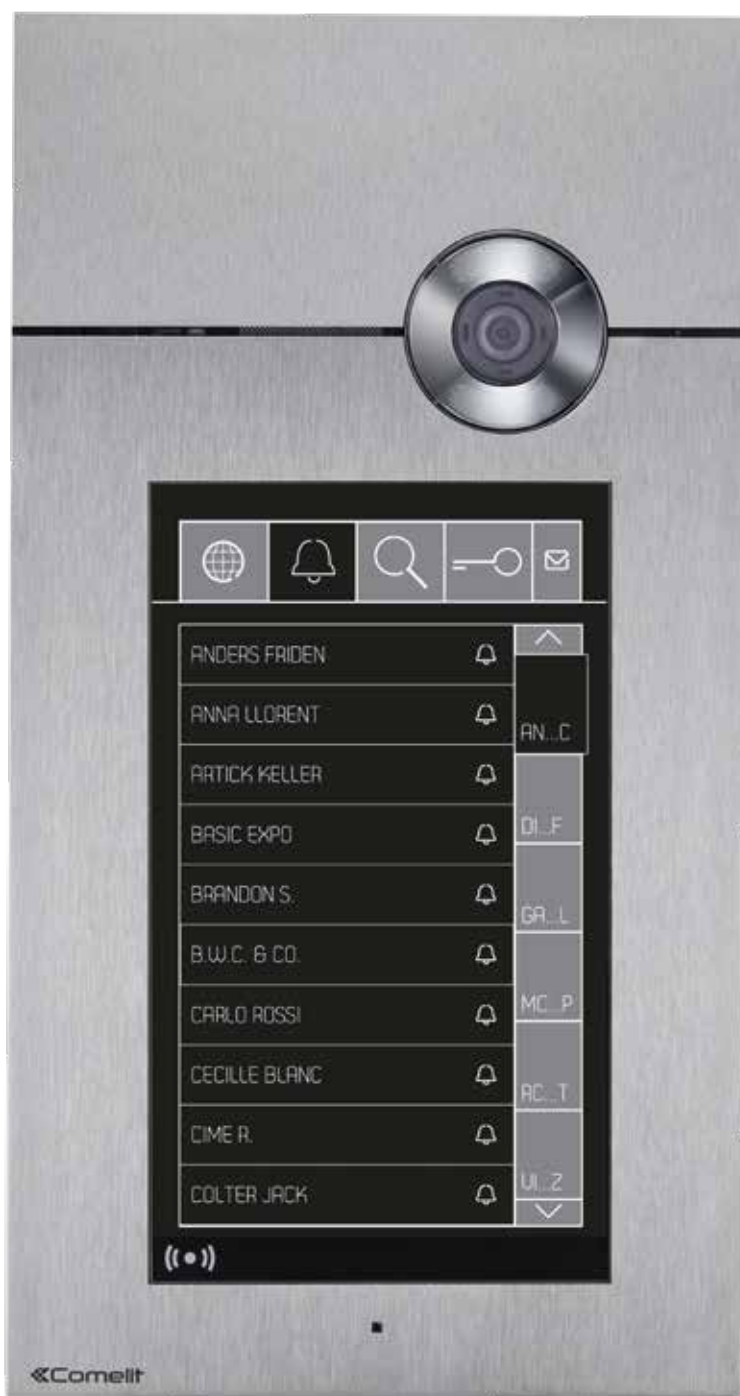 ANDERS FRIDEN
ANNA LLORENT
ARTICK KELLER
BASIC EXPO
BRANDON S.
B.W.C. & CO.
CARLO ROSSI
CECILLE BLANC
CIME R.
COLTER JACK
AN...C
DI...F
GA...L
MC...P
RC...T
VI...Z
Comelit